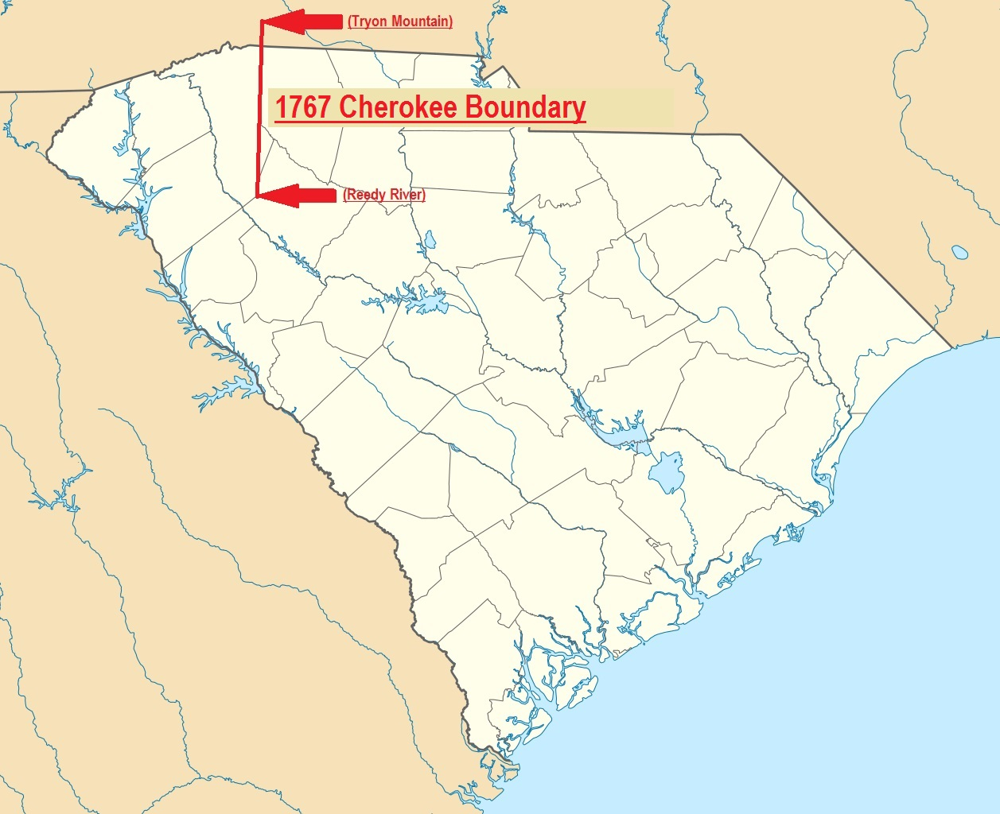 (Tryon Mountain)
1767 Cherokee Boundary
(Reedy River)